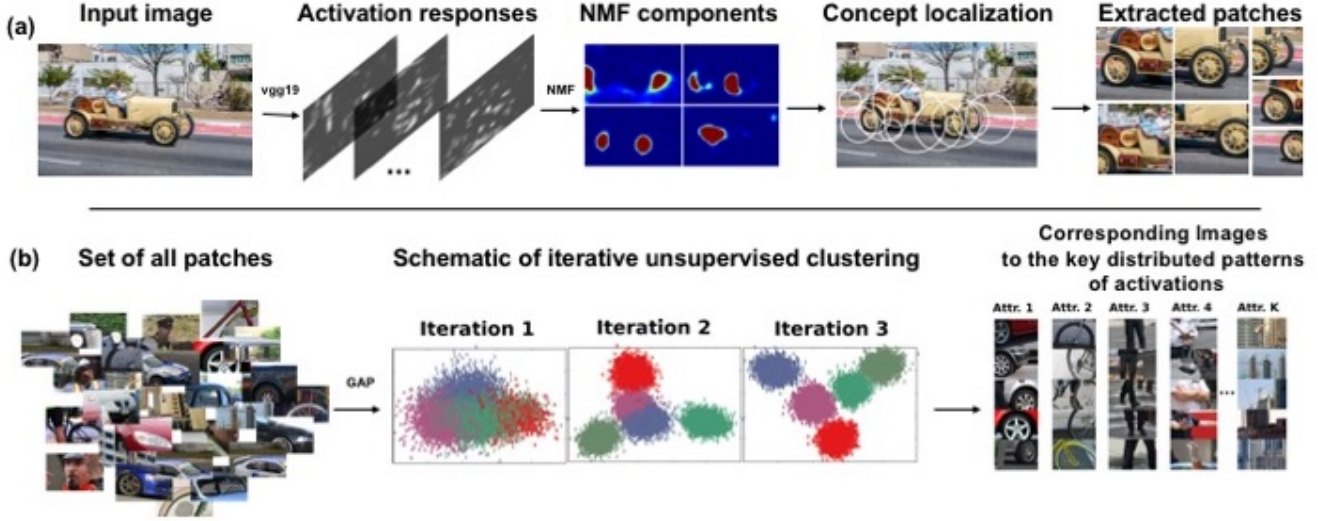 (a)
Input image
Activation responses
NMF components
Concept localization
Extracted patches
vgg19
...
NMF
(b)
Set of all patches
Schematic of iterative unsupervised clustering
Corresponding Images
to the key distributed patterns
of activations
GAP
Iteration 1
Iteration 2
Iteration 3
Attr. 1
Attr. 2
Attr. 3
Attr. 4
Attr. K
...